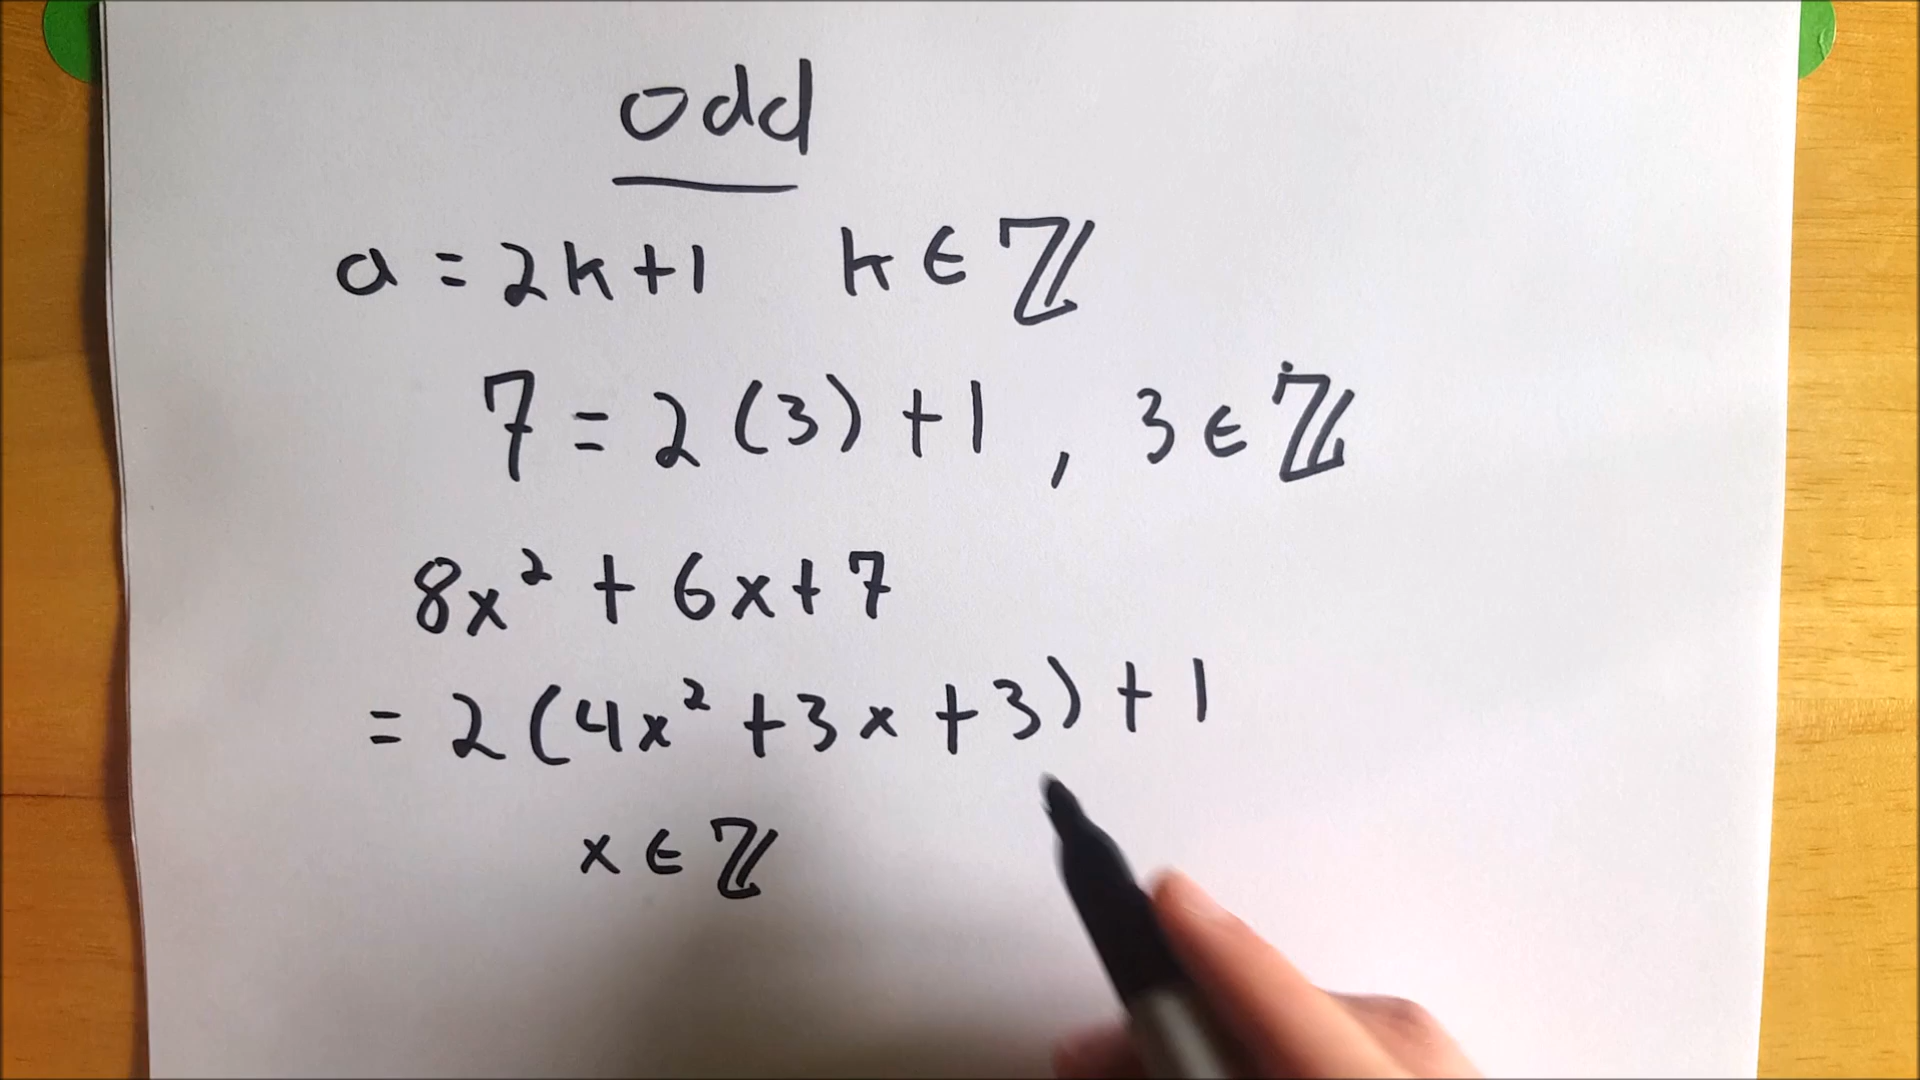 odd
a = 2k+1 k ∈ ℤ
7 = 2(3)+1, 3 ∈ ℤ
8x² + 6x+7
= 2(4x² +3x +3)+1
x ∈ ℤ